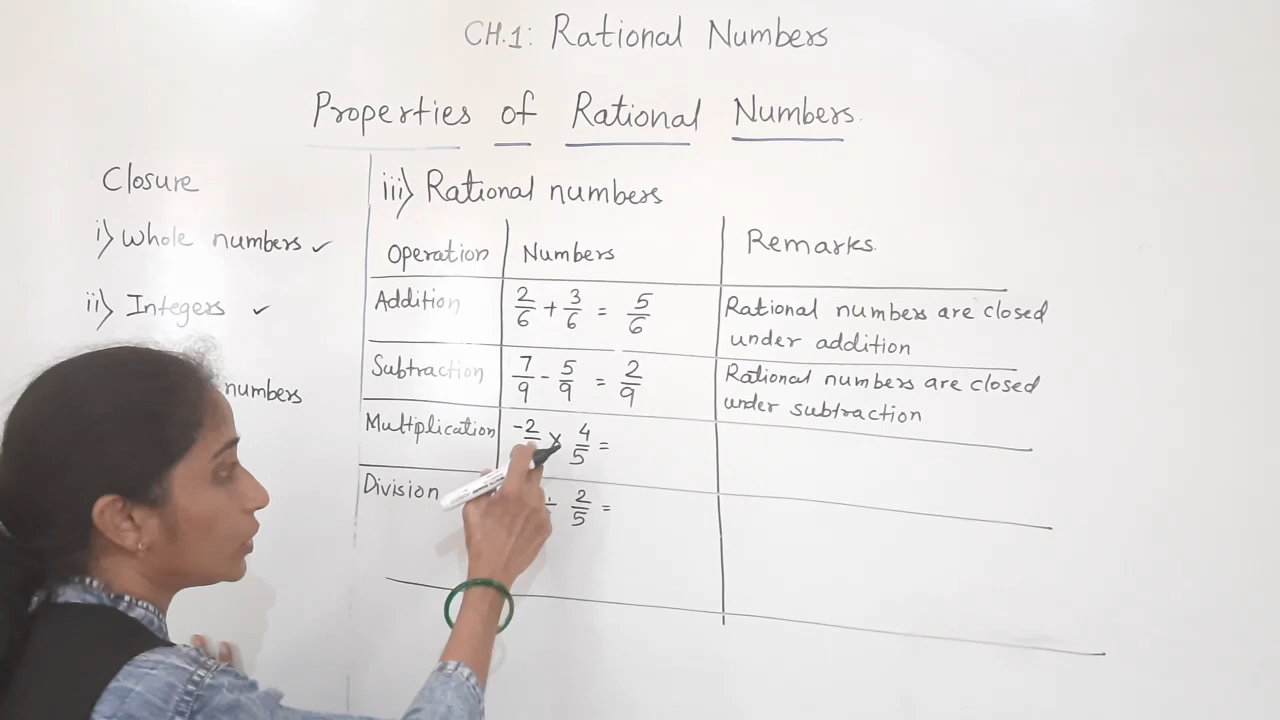 CH.1: Rational Numbers
Properties of Rational Numbers.
Closure
i) Whole numbers ✓
ii) Integers ✓
numbers
iii) Rational numbers
Operation Numbers Remarks.
Addition 2/6 + 3/6 = 5/6 Rational numbers are closed
under addition
Subtraction 7/9 - 5/9 = 2/9 Rational numbers are closed
under subtraction
Multiplication -2 × 4/5 =
Division ÷ 2/5 =